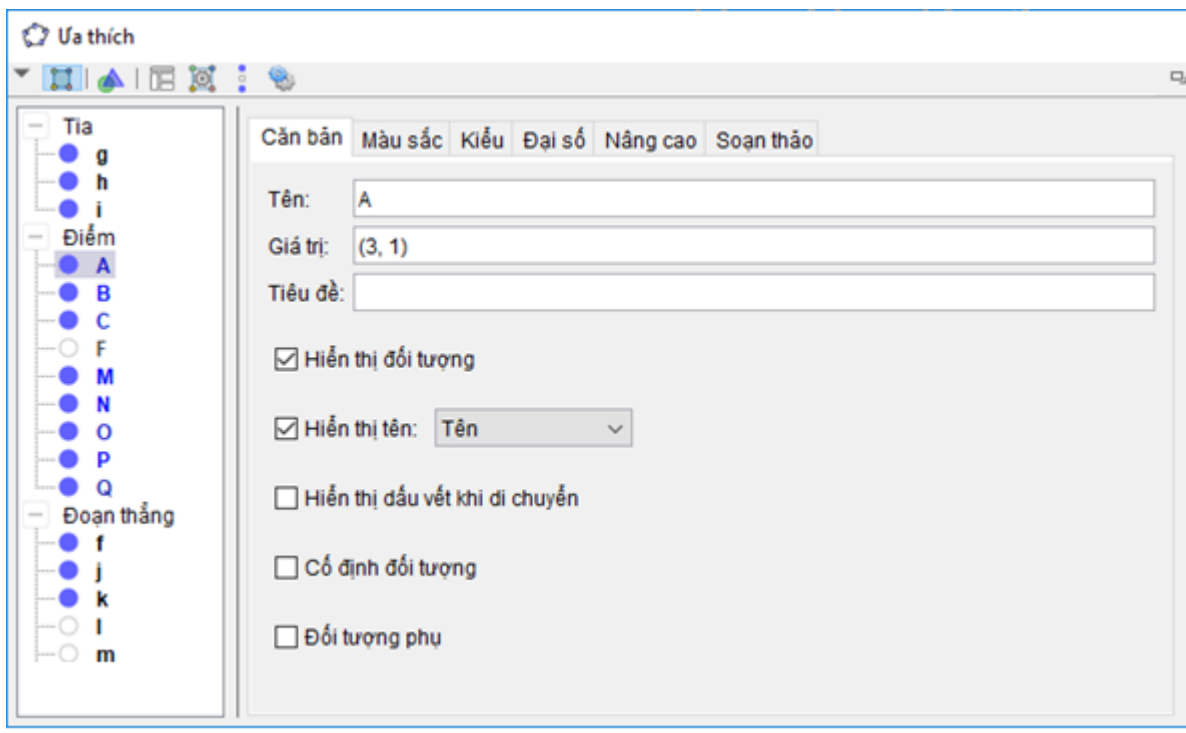 Ưa thích
Tia
g
h
i
Điểm
A
B
C
F
M
N
O
P
Q
Đoạn thẳng
f
j
k
l
m
Căn bản Màu sắc Kiểu Đại số Nâng cao Soạn thảo
Tên: A
Giá trị: (3, 1)
Tiêu đề:
Hiển thị đối tượng
Hiển thị tên: Tên
Hiển thị dấu vết khi di chuyển
Cố định đối tượng
Đối tượng phụ